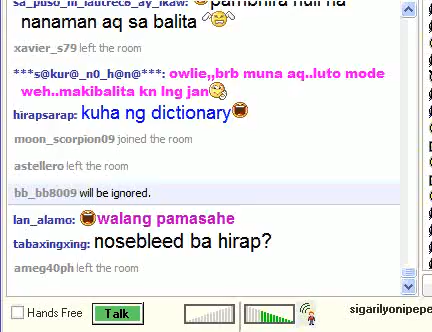 sa_puso_ni_lautreco_ay_ikaw: pambihira huli na
nanaman aq sa balita
xavier_s79 left the room
***s@kur@_n0_h@n@***: owlie,,brb muna aq..luto mode
weh..makibalita kn lng jan
hirapsarap: kuha ng dictionary
moon_scorpion09 joined the room
astellero left the room
bb_bb8009 will be ignored.
lan_alamo: walang pamasahe
tabaxingxing: nosebleed ba hirap?
ameg40ph left the room
Hands Free Talk
sigarilyonipepe